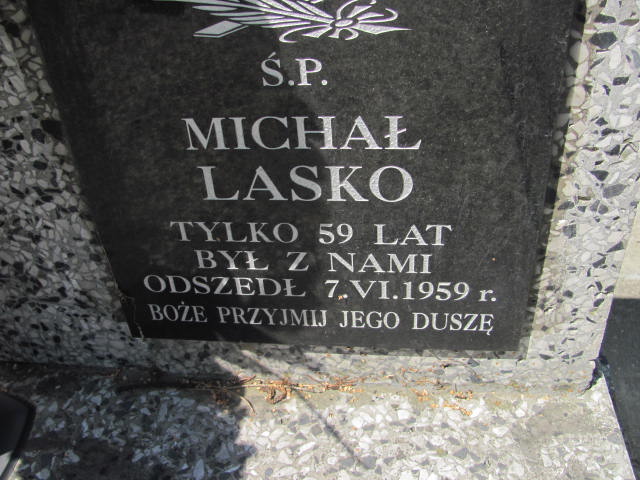 Ś.P.
MICHAŁ
LASKO
TYLKO 59 LAT
BYŁ Z NAMI
ODSZEDŁ 7.VI.1959 r.
BOŻE PRZYJMIJ JEGO DUSZĘ